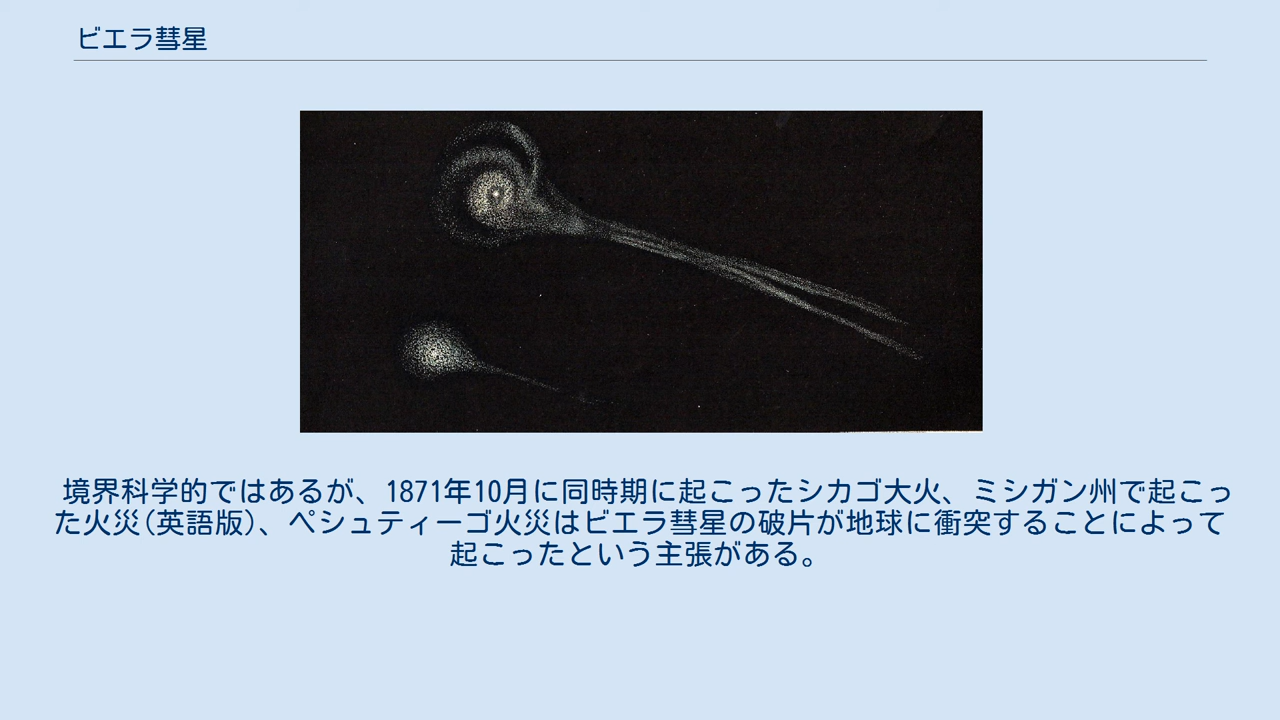 ビエラ彗星
境界科学的ではあるが、1871年10月に同時期に起こったシカゴ大火、ミシガン州で起こっ
た火災(英語版)、ペシュティーゴ火災はビエラ彗星の破片が地球に衝突することによって
起こったという主張がある。